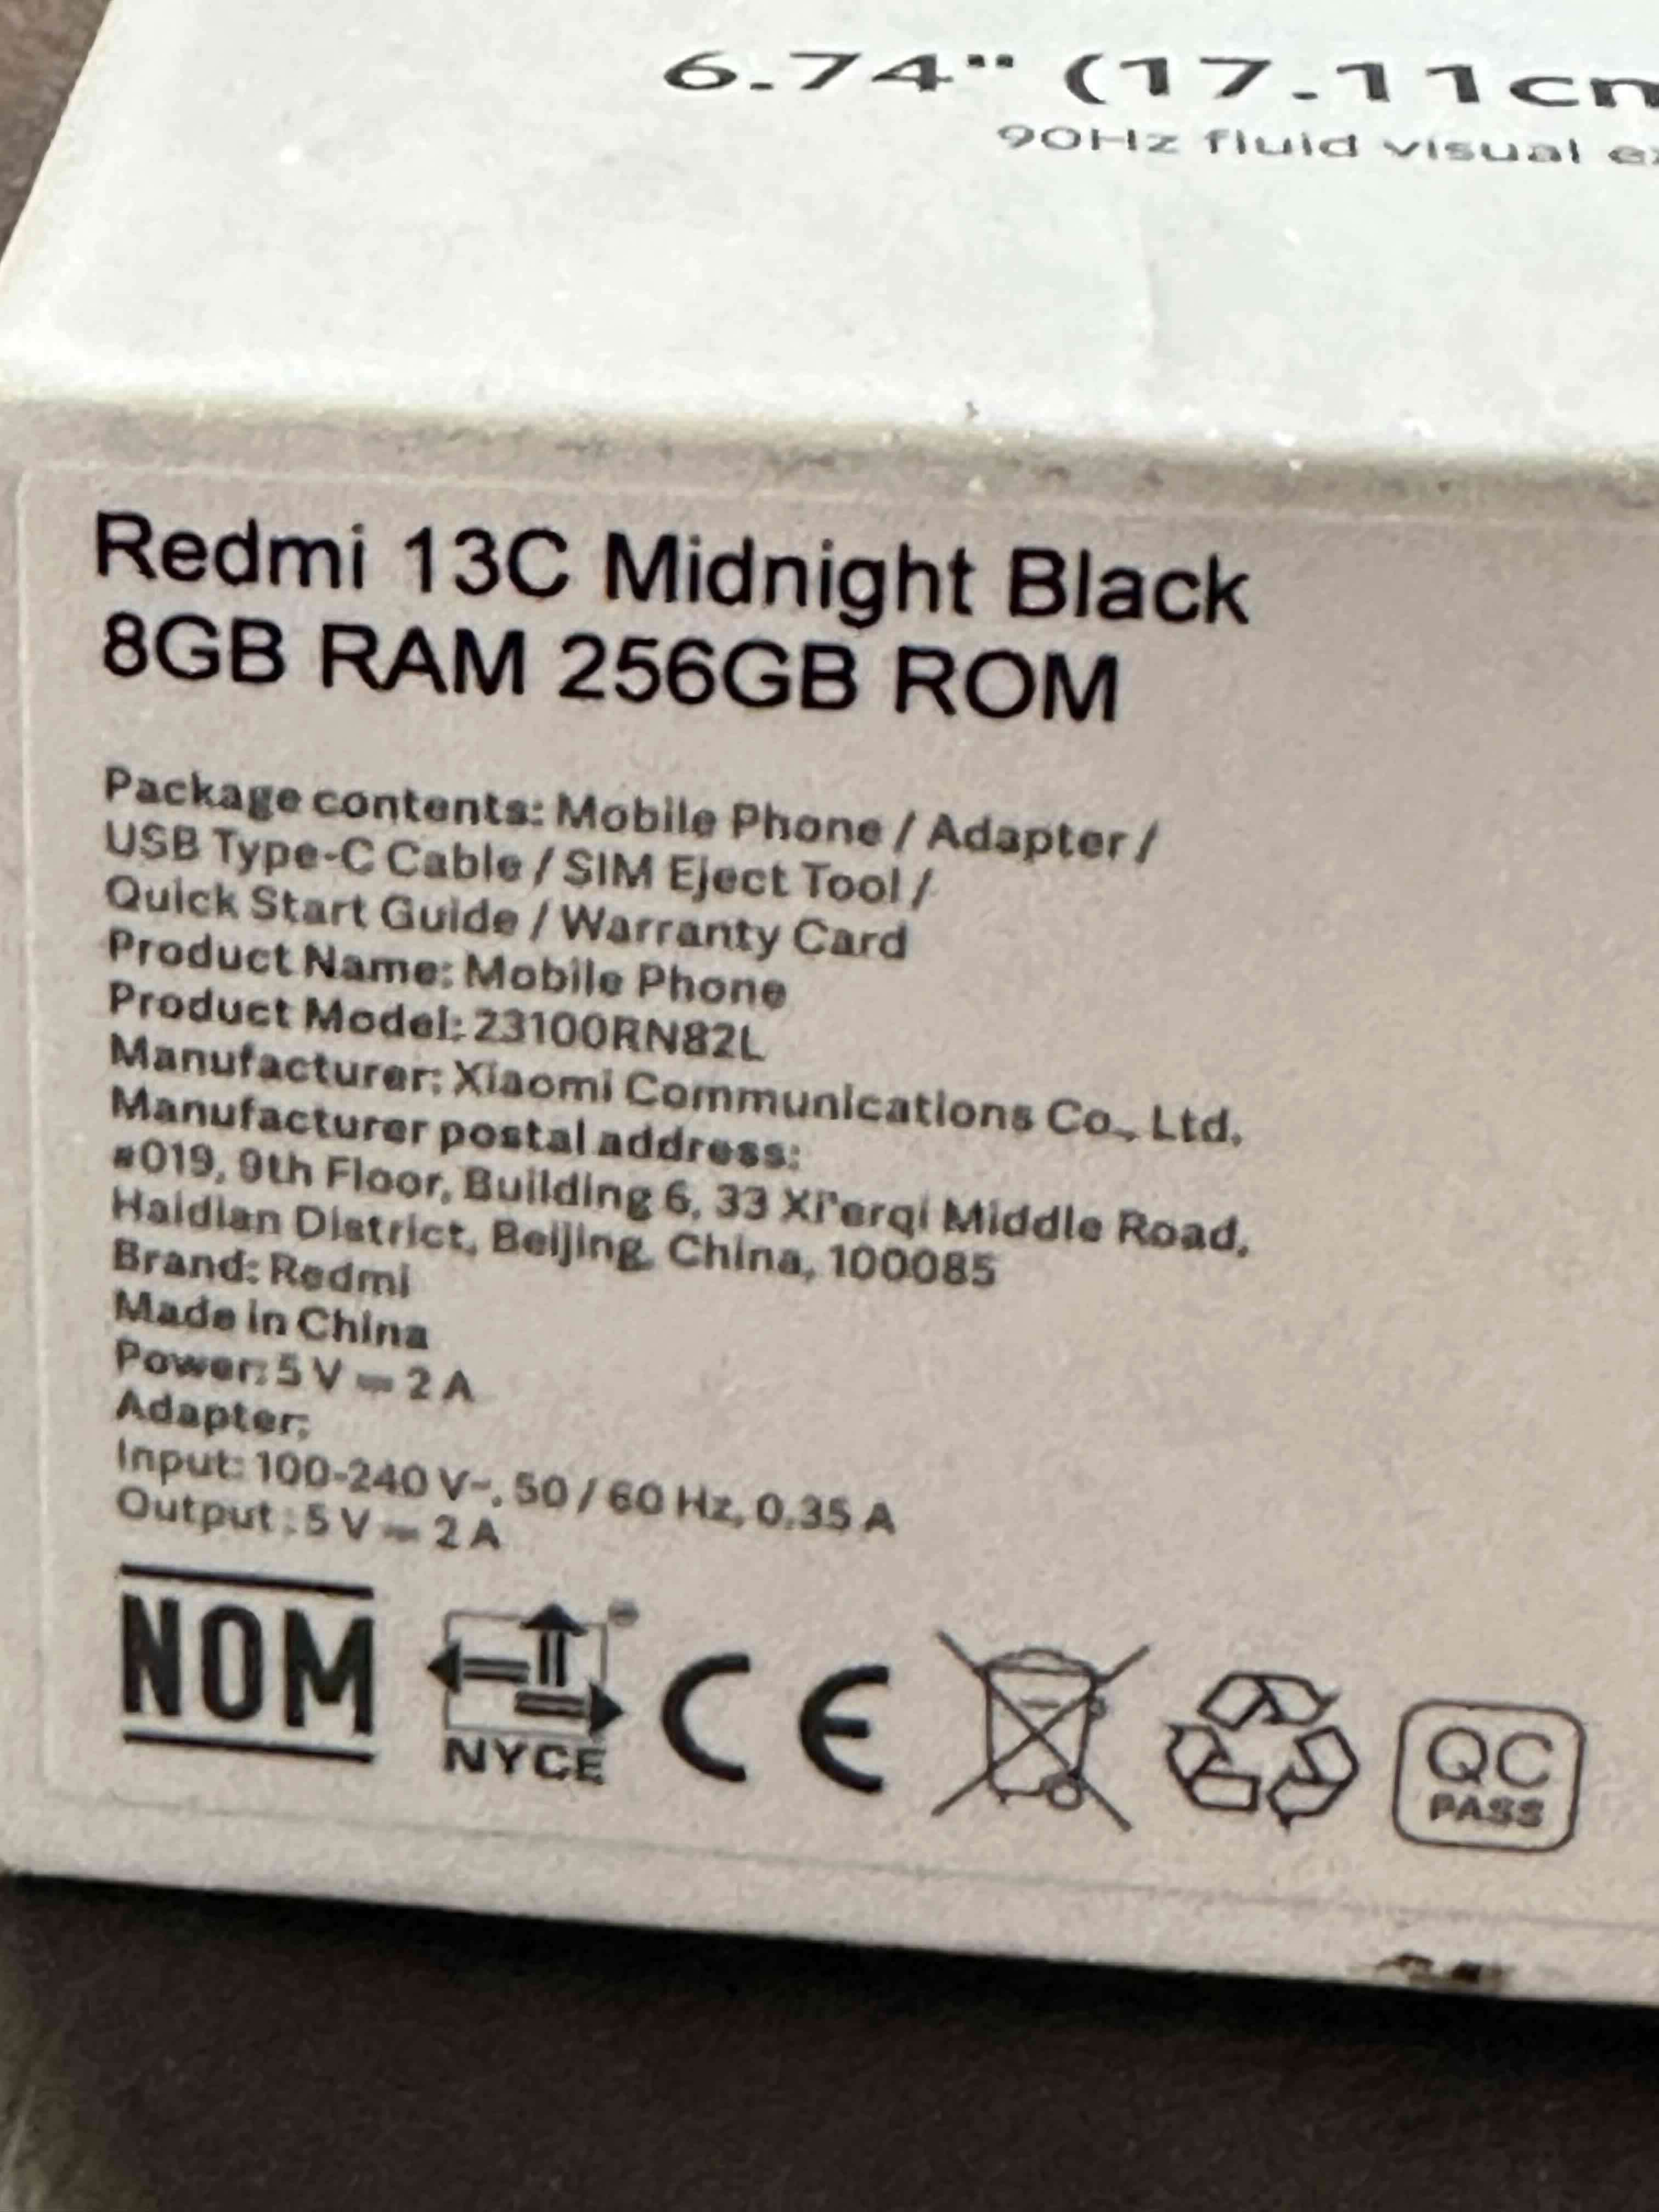 6.74" (17.11cm
90Hz fluid visual
Redmi 13C Midnight Black
8GB RAM 256GB ROM
Package contents: Mobile Phone / Adapter /
USB Type-C Cable / SIM Eject Tool /
Quick Start Guide / Warranty Card
Product Name: Mobile Phone
Product Model: 23100RN82L
Manufacturer: Xiaomi Communications Co., Ltd.
Manufacturer postal address:
#019, 9th Floor, Building 6, 33 Xi'erqi Middle Road,
Haidian District, Beijing, China, 100085
Brand: Redmi
Made in China
Power: 5 V ⎓ 2 A
Adapter:
Input: 100-240 V~, 50 / 60 Hz, 0.35 A
Output : 5 V ⎓ 2 A
NOM
NYCE
CE
QC
PASS